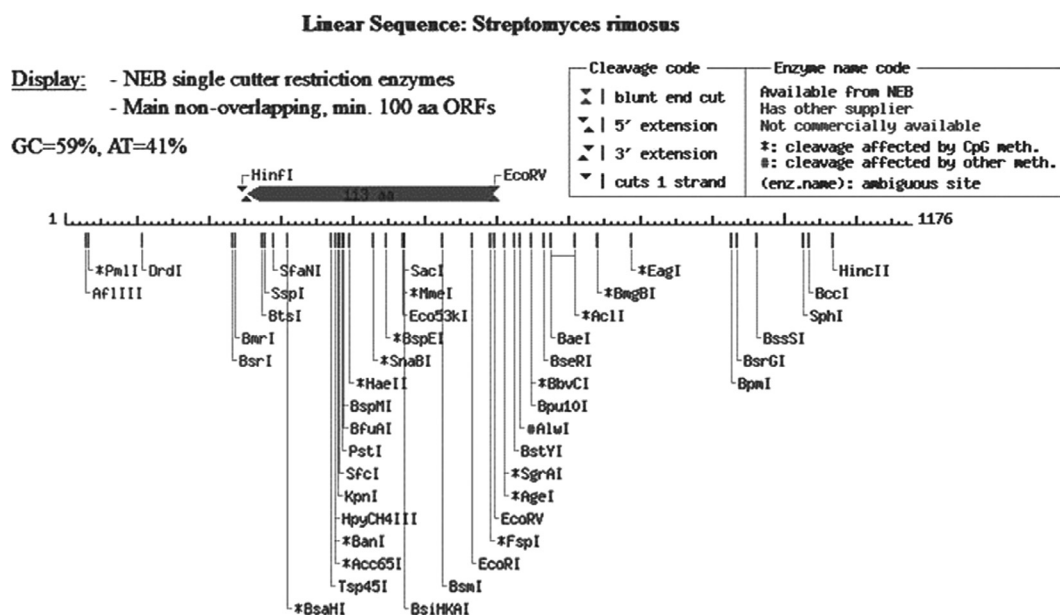 Linear Sequence: Streptomyces rimosus
Display: - NEB single cutter restriction enzymes
- Main non-overlapping, min. 100 aa ORFs
GC=59%, AT=41%
Cleavage code
blunt end cut
5' extension
3' extension
cuts 1 strand
Enzyme name code
Available from NEB
Has other supplier
Not commercially available
*: cleavage affected by CpG meth.
#: cleavage affected by other meth.
(enz.name): ambiguous site
HinfI EcoRV
113 aa
1 1176
*PmlI DrdI SfaNI SacI *EagI HincII
AflIII SspI *MmeI *BmgBI BccI
BtsI Eco53kI *AclI SphI
BmrI *BspEI BaeI BssSI
BsrI *SnaBI BseRI BsrGI
*HaeII *BbvCI BpmI
BspMI Bpu10I
BfuAI #AlwI
PstI BstYI
SfcI *SgrAI
KpnI *AgeI
HpyCH4III EcoRV
*BanI *FspI
*Acc65I EcoRI
Tsp45I BsmI
*BsaHI BsiHKAI